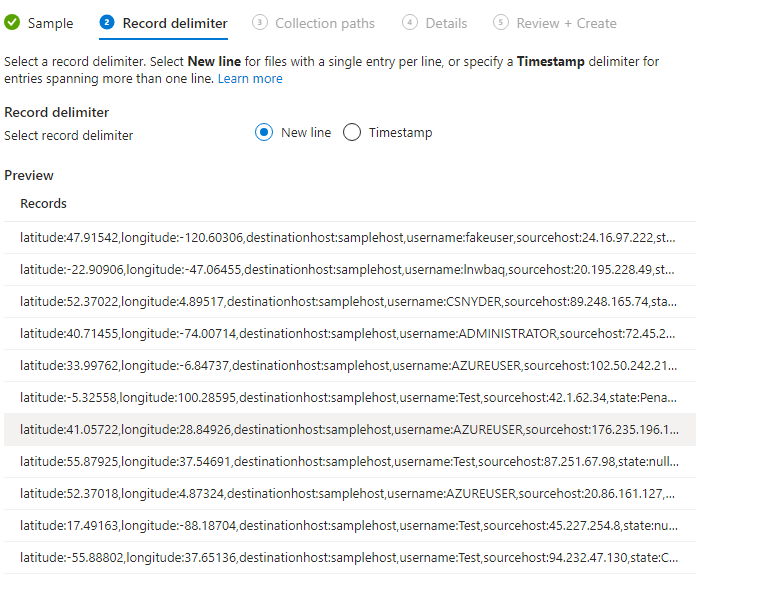 Sample 2 Record delimiter 3 Collection paths 4 Details 5 Review + Create
Select a record delimiter. Select New line for files with a single entry per line, or specify a Timestamp delimiter for
entries spanning more than one line. Learn more
Record delimiter
Select record delimiter New line Timestamp
Preview
Records
latitude:47.91542,longitude:-120.60306,destinationhost:samplehost,username:fakeuser,sourcehost:24.16.97.222,st...
latitude:-22.90906,longitude:-47.06455,destinationhost:samplehost,username:lnwbaq,sourcehost:20.195.228.49,st...
latitude:52.37022,longitude:4.89517,destinationhost:samplehost,username:CSNYDER,sourcehost:89.248.165.74,sta...
latitude:40.71455,longitude:-74.00714,destinationhost:samplehost,username:ADMINISTRATOR,sourcehost:72.45.2...
latitude:33.99762,longitude:-6.84737,destinationhost:samplehost,username:AZUREUSER,sourcehost:102.50.242.21...
latitude:-5.32558,longitude:100.28595,destinationhost:samplehost,username:Test,sourcehost:42.1.62.34,state:Pena...
latitude:41.05722,longitude:28.84926,destinationhost:samplehost,username:AZUREUSER,sourcehost:176.235.196.1...
latitude:55.87925,longitude:37.54691,destinationhost:samplehost,username:Test,sourcehost:87.251.67.98,state:null...
latitude:52.37018,longitude:4.87324,destinationhost:samplehost,username:AZUREUSER,sourcehost:20.86.161.127,...
latitude:17.49163,longitude:-88.18704,destinationhost:samplehost,username:Test,sourcehost:45.227.254.8,state:nu...
latitude:-55.88802,longitude:37.65136,destinationhost:samplehost,username:Test,sourcehost:94.232.47.130,state:C...